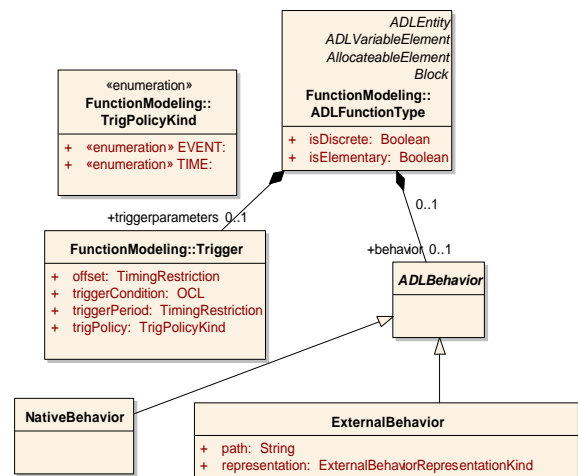 «enumeration»
FunctionModeling::
TrigPolicyKind
+ «enumeration» EVENT:
+ «enumeration» TIME:
ADLEntity
ADLVariableElement
AllocateableElement
Block
FunctionModeling::
ADLFunctionType
+ isDiscrete: Boolean
+ isElementary: Boolean
+triggerparameters 0..1
0..1
+behavior 0..1
FunctionModeling::Trigger
+ offset: TimingRestriction
+ triggerCondition: OCL
+ triggerPeriod: TimingRestriction
+ trigPolicy: TrigPolicyKind
ADLBehavior
NativeBehavior
ExternalBehavior
+ path: String
+ representation: ExternalBehaviorRepresentationKind